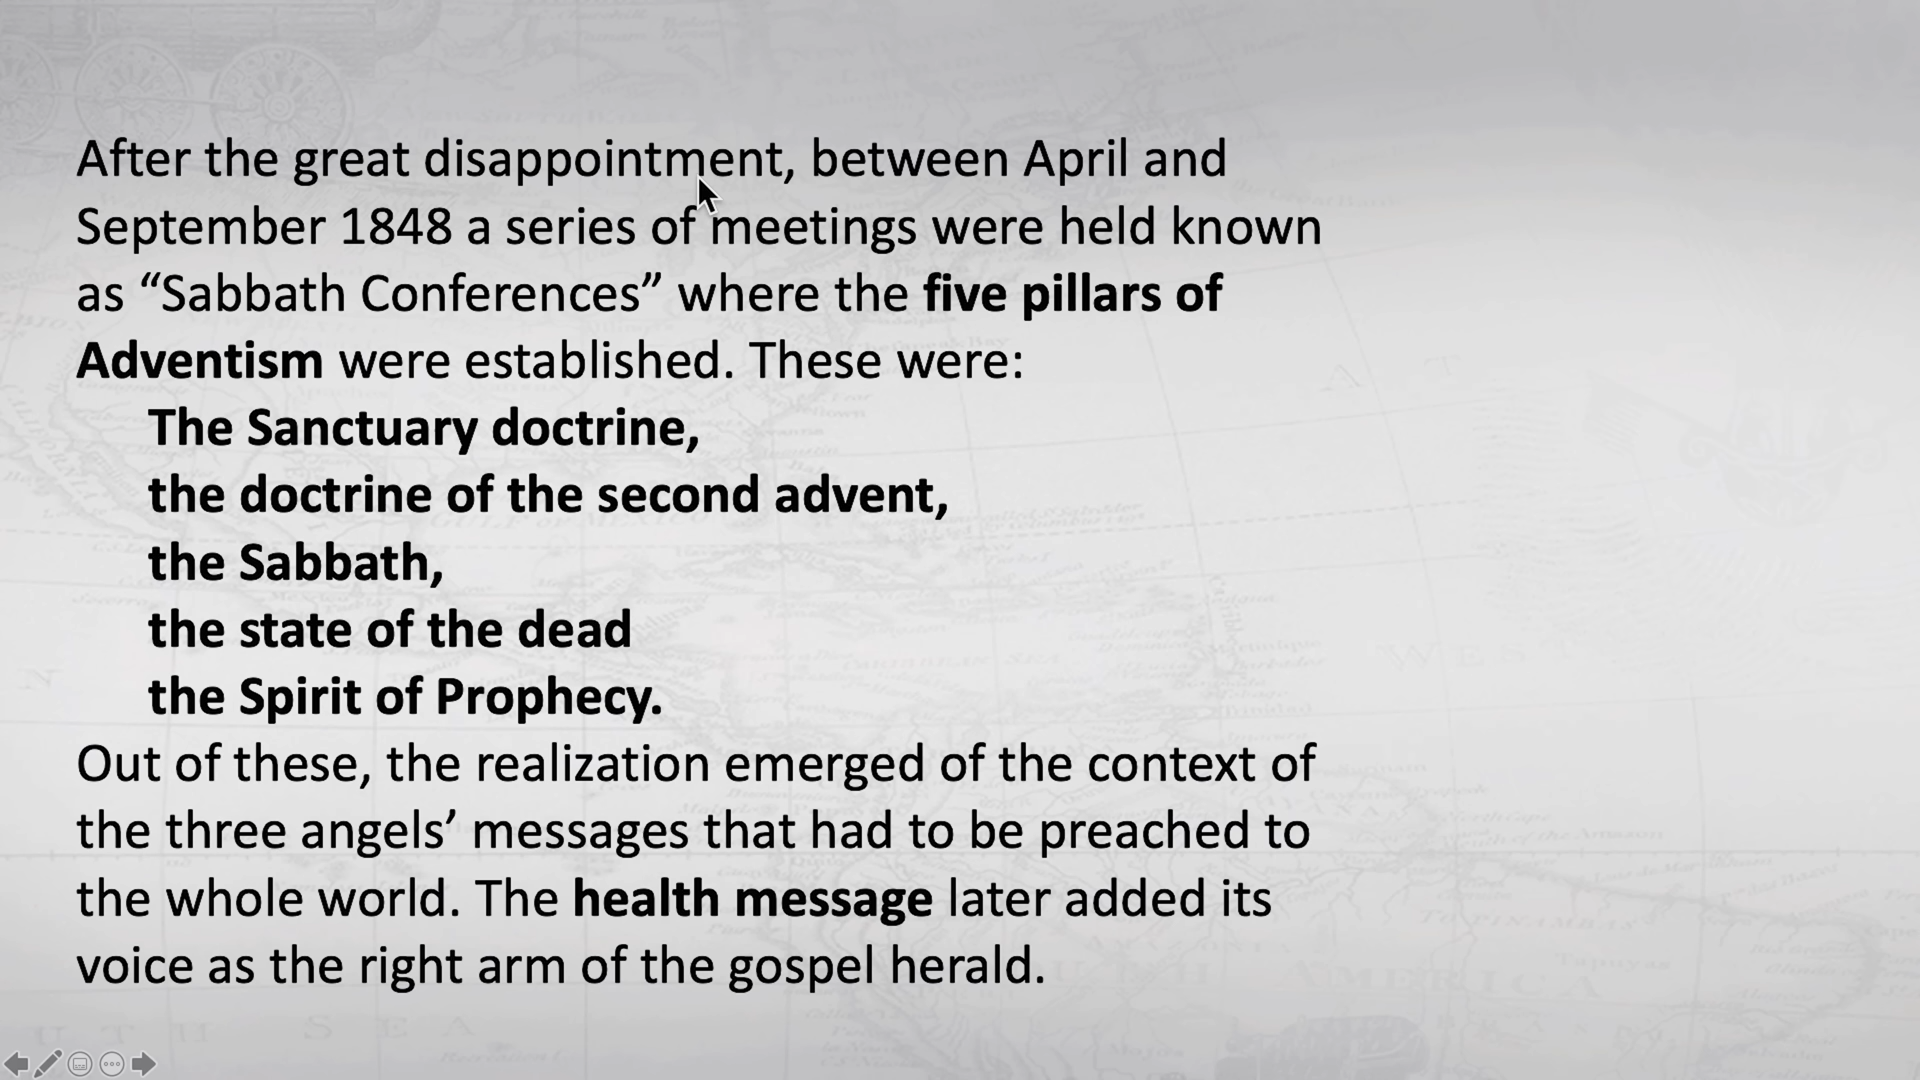 After the great disappointment, between April and
September 1848 a series of meetings were held known
as “Sabbath Conferences” where the five pillars of
Adventism were established. These were:
The Sanctuary doctrine,
the doctrine of the second advent,
the Sabbath,
the state of the dead
the Spirit of Prophecy.
Out of these, the realization emerged of the context of
the three angels’ messages that had to be preached to
the whole world. The health message later added its
voice as the right arm of the gospel herald.